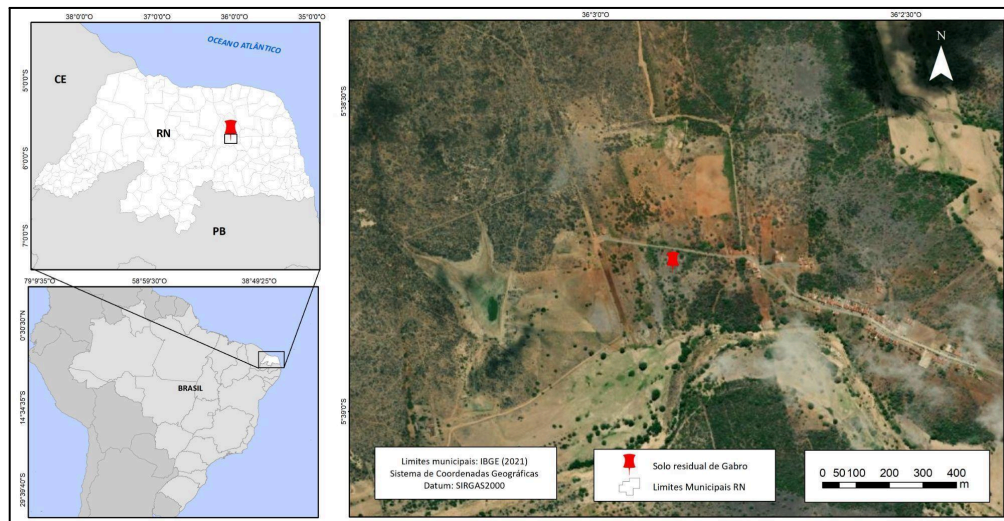 38°0'0"O 37°0'0"O 36°0'0"O 35°0'0"O
OCEANO ATLÂNTICO
5°0'0"S
CE
RN
6°0'0"S
PB
7°0'0"S
79°9'35"O 58°59'30"O 38°49'25"O
0°30'30"N
BRASIL
14°34'35"S
29°39'40"S
36°3'0"O 36°2'30"O
N
5°38'30"S
5°39'0"S
Limites municipais: IBGE (2021)
Sistema de Coordenadas Geográficas
Datum: SIRGAS2000
Solo residual de Gabro
Limites Municipais RN
0 50 100 200 300 400
m